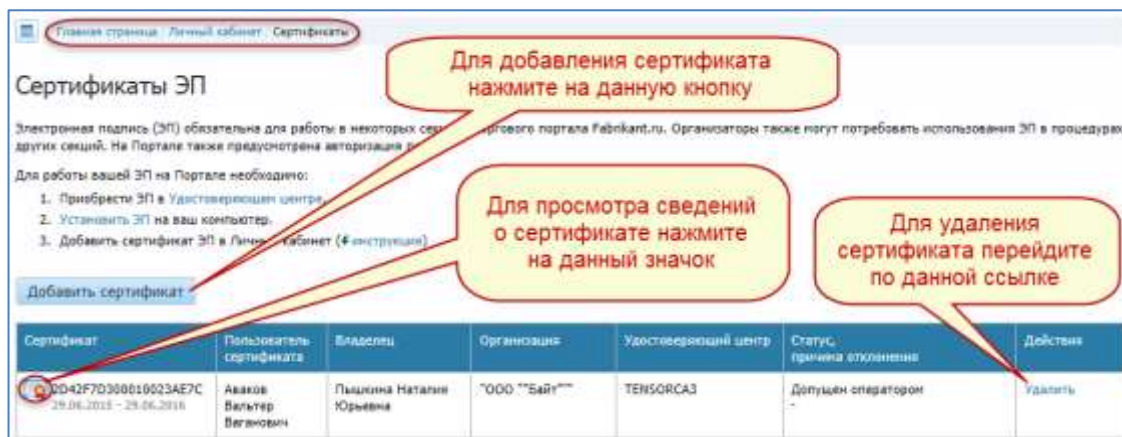 Главная страница Личный кабинет Сертификаты
Для добавления сертификата
нажмите на данную кнопку
Сертификаты ЭП
Электронная подпись (ЭП) обязательна для работы в некоторых торгового портала Fabrikant.ru. Организаторы также могут потребовать использования ЭП в процедурах
других секций. На Портале также предусмотрена авторизация
Для работы вашей ЭП на Портале необходимо:
1. Приобрести ЭП в Удостоверяющем центре.
2. Установить ЭП на ваш компьютер.
3. Добавить сертификат ЭП в Личный кабинет (инструкция)
Для просмотра сведений
о сертификате нажмите
на данный значок
Для удаления
сертификата перейдите
по данной ссылке
Добавить сертификат
Сертификат Пользователь сертификата Владелец Организация Удостоверяющий центр Статус, причина отклонения Действия
2D42F7D300010023AE7C Аваков Вальтер Ваганович Пышкина Наталия Юрьевна "ООО ""Байт""" TENSORCA3 Допущен оператором Удалить
29.06.2015 - 29.06.2016 -